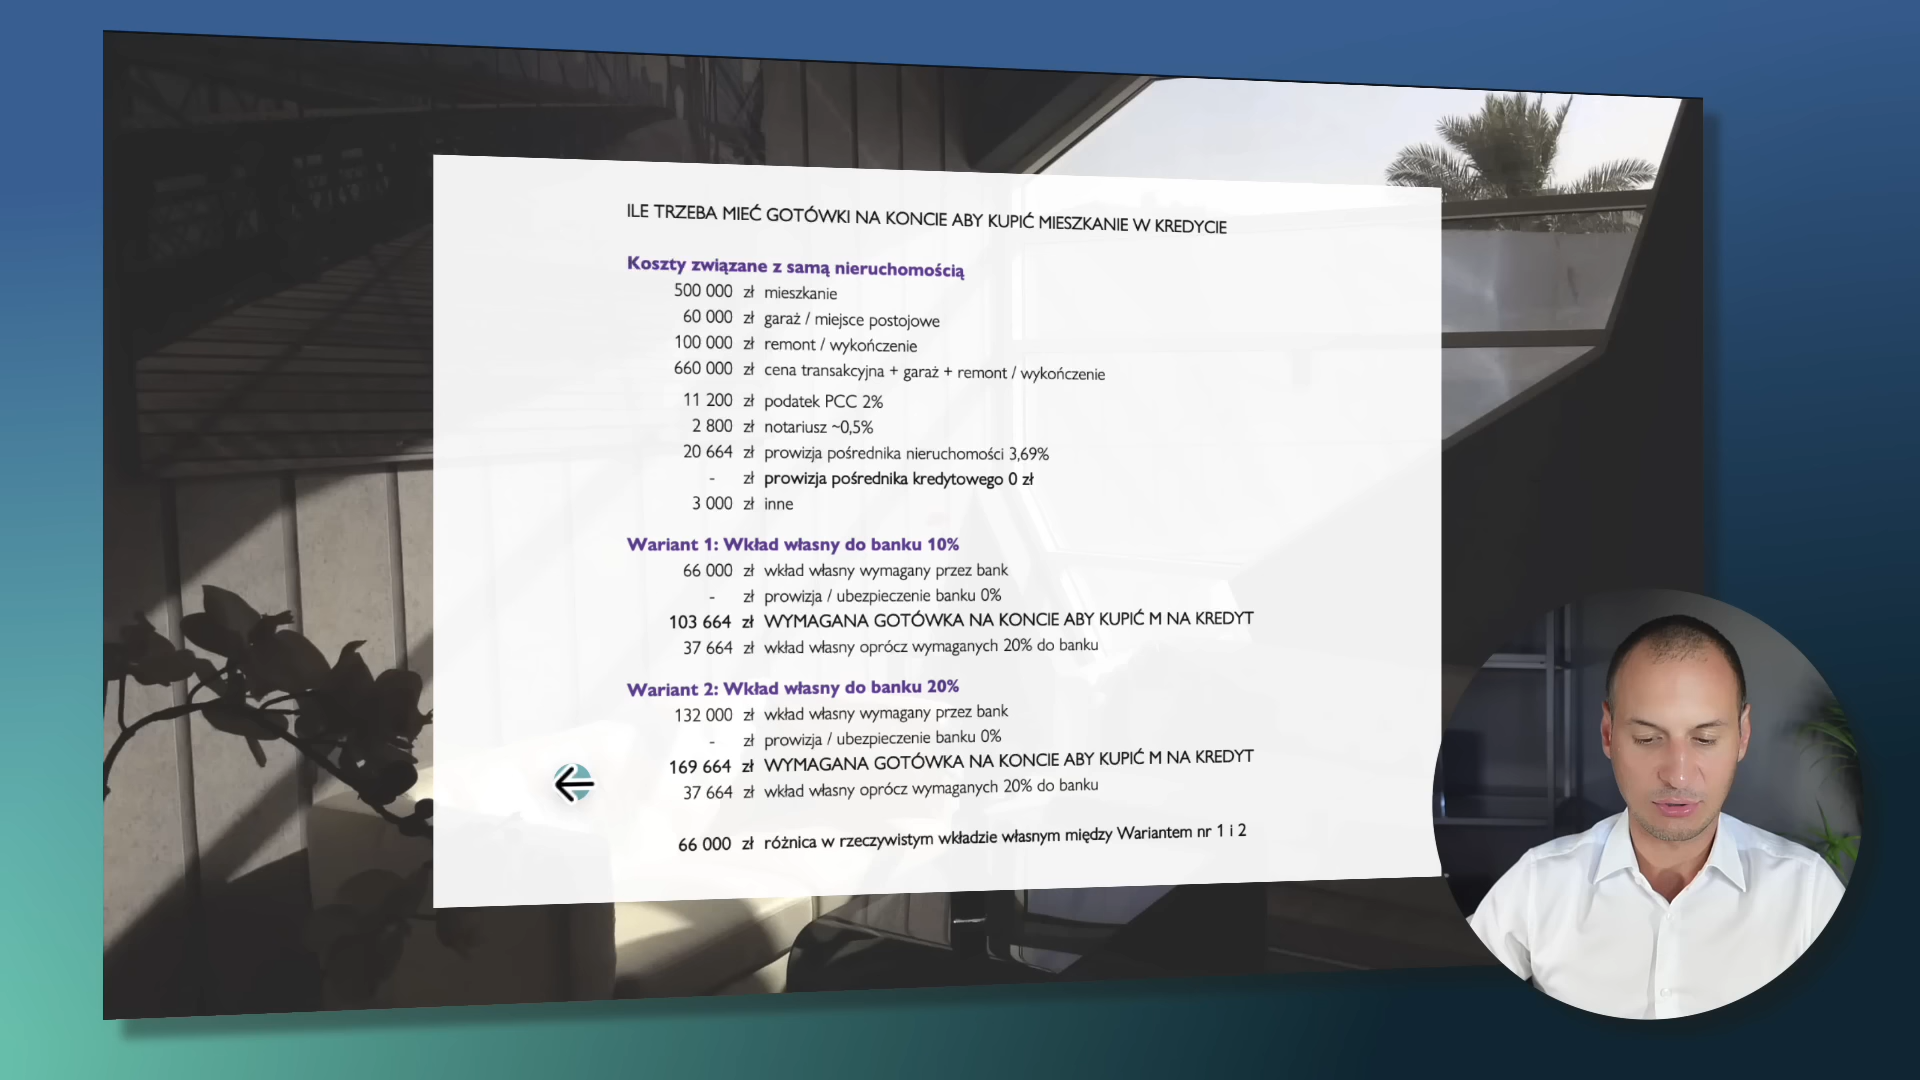 ILE TRZEBA MIEĆ GOTÓWKI NA KONCIE ABY KUPIĆ MIESZKANIE W KREDYCIE
Koszty związane z samą nieruchomością
500 000 zł mieszkanie
60 000 zł garaż / miejsce postojowe
100 000 zł remont / wykończenie
660 000 zł cena transakcyjna + garaż + remont / wykończenie
11 200 zł podatek PCC 2%
2 800 zł notariusz ~0,5%
20 664 zł prowizja pośrednika nieruchomości 3,69%
- zł prowizja pośrednika kredytowego 0 zł
3 000 zł inne
Wariant 1: Wkład własny do banku 10%
66 000 zł wkład własny wymagany przez bank
- zł prowizja / ubezpieczenie banku 0%
103 664 zł WYMAGANA GOTÓWKA NA KONCIE ABY KUPIĆ M NA KREDYT
37 664 zł wkład własny oprócz wymaganych 20% do banku
Wariant 2: Wkład własny do banku 20%
132 000 zł wkład własny wymagany przez bank
- zł prowizja / ubezpieczenie banku 0%
169 664 zł WYMAGANA GOTÓWKA NA KONCIE ABY KUPIĆ M NA KREDYT
37 664 zł wkład własny oprócz wymaganych 20% do banku
66 000 zł różnica w rzeczywistym wkładzie własnym między Wariantem nr 1 i 2